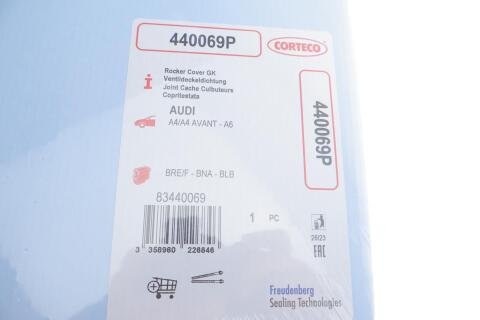 440069P
CORTECO
Rocker Cover GK
Ventildeckeldichtung
Joint Cache Culbuteurs
Copritestata
AUDI
A4/A4 AVANT - A6
440069P
BRE/F - BNA - BLB
83440069
1 PC
26/23
EAC
3 358960 226846
Freudenberg
Sealing Technologies